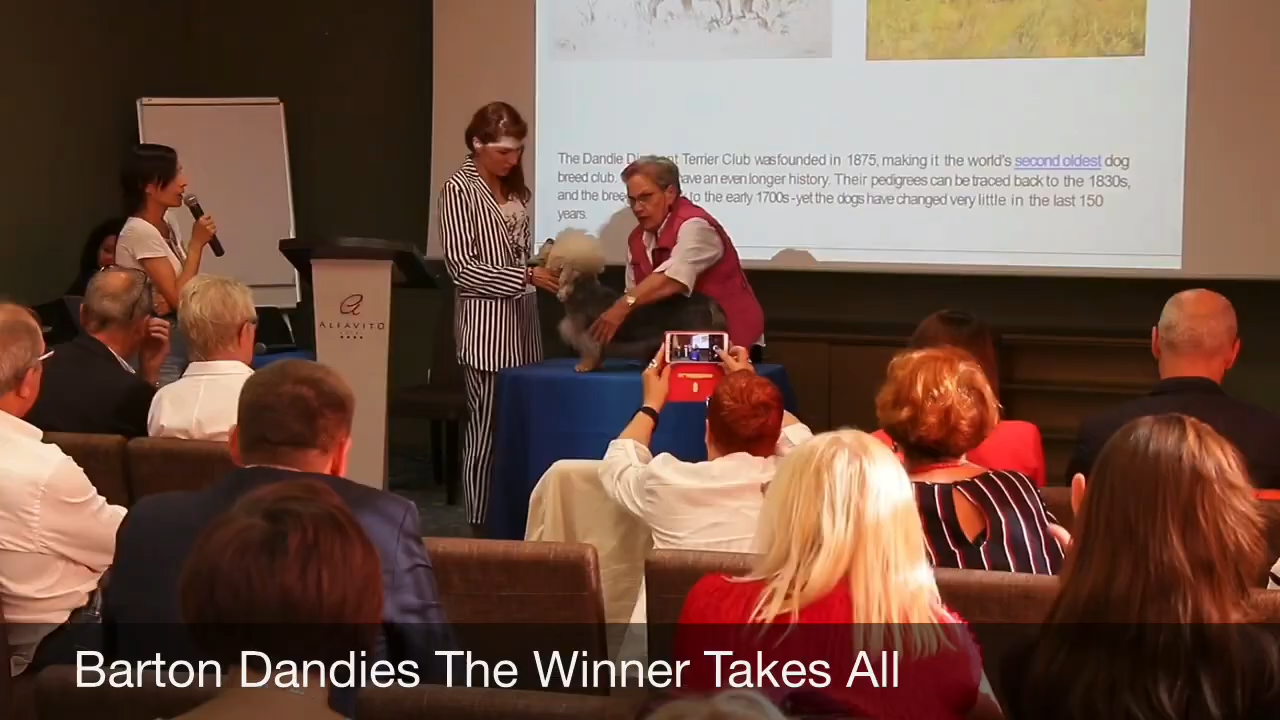 The Dandie Di nt Terrier Club was founded in 1875, making it the world's second oldest dog
breed club. have an even longer history. Their pedigrees can be traced back to the 1830s,
and the bree to the early 1700s - yet the dogs have changed very little in the last 150
years.
ALFAVITO
Barton Dandies The Winner Takes All